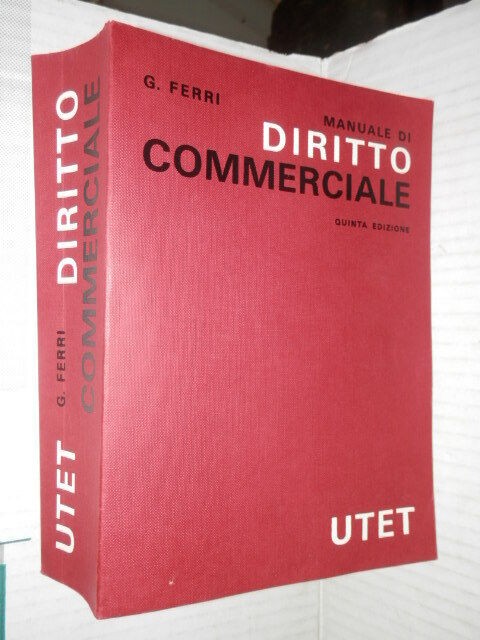 G. FERRI
MANUALE DI
DIRITTO
COMMERCIALE
QUINTA EDIZIONE
UTET
DIRITTO
COMMERCIALE
G. FERRI
UTET